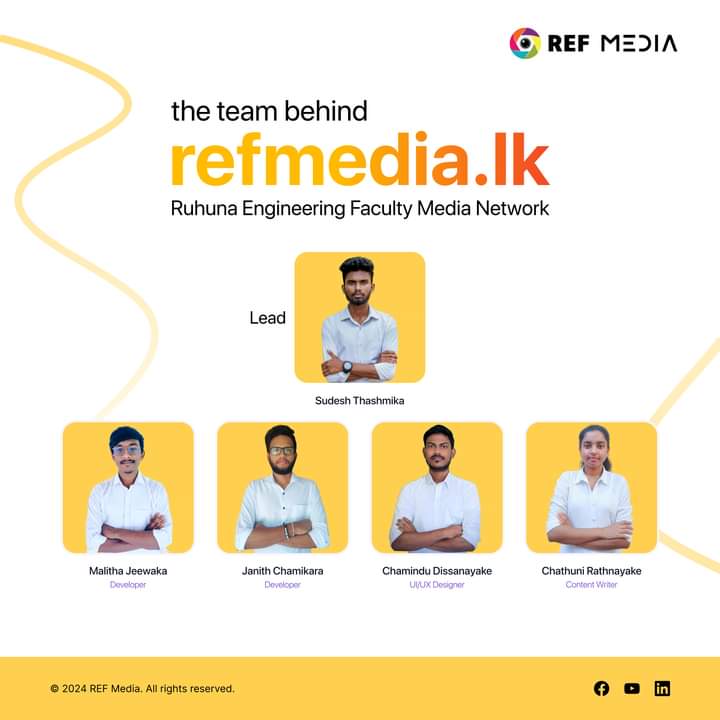 REF MEDIA
the team behind
refmedia.lk
Ruhuna Engineering Faculty Media Network
Lead
Sudesh Thashmika
Malitha Jeewaka
Developer
Janith Chamikara
Developer
Chamindu Dissanayake
UI/UX Designer
Chathuni Rathnayake
Content Writer
© 2024 REF Media. All rights reserved.